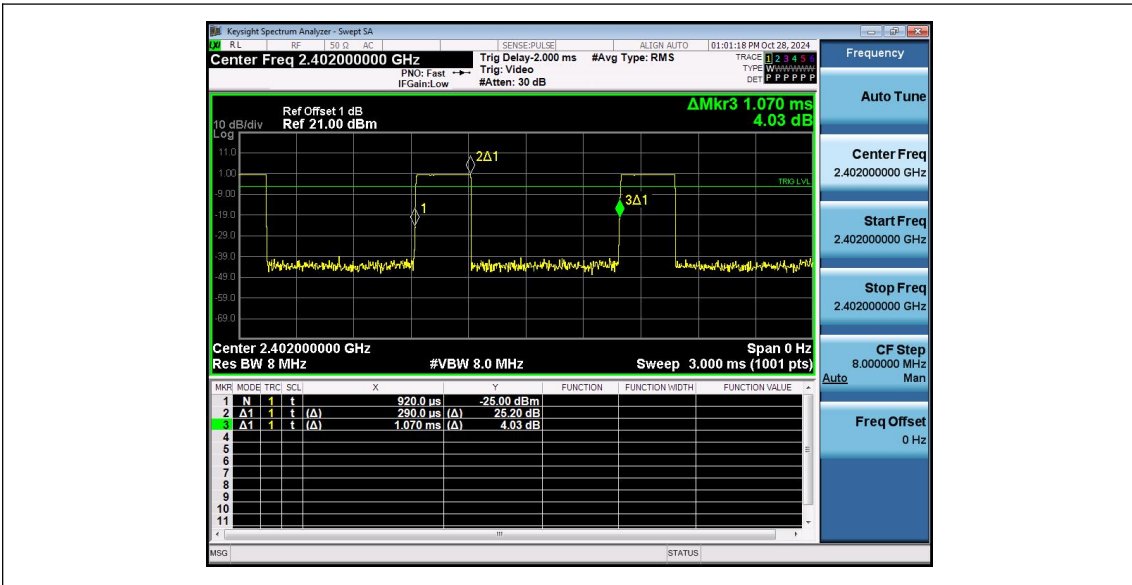 Keysight Spectrum Analyzer - Swept SA
LXI RL RF 50 Ω AC SENSE:PULSE ALIGN AUTO 01:01:18 PM Oct 28, 2024
Center Freq 2.402000000 GHz
PNO: Fast
IFGain:Low
Trig Delay-2.000 ms
Trig: Video
#Atten: 30 dB
#Avg Type: RMS
TRACE 1 2 3 4 5 6
TYPE WWWWWW
DET P P P P P P
ΔMkr3 1.070 ms
4.03 dB
Ref Offset 1 dB
10 dB/div Ref 21.00 dBm
Log
11.0
1.00
-9.00
-19.0
-29.0
-39.0
-49.0
-59.0
-69.0
2Δ1
TRIG LVL
3Δ1
1
Center 2.402000000 GHz Span 0 Hz
Res BW 8 MHz #VBW 8.0 MHz Sweep 3.000 ms (1001 pts)
MKR MODE TRC SCL X Y FUNCTION FUNCTION WIDTH FUNCTION VALUE
1 N 1 t 920.0 µs -25.00 dBm
2 Δ1 1 t (Δ) 290.0 µs (Δ) 25.20 dB
3 Δ1 1 t (Δ) 1.070 ms (Δ) 4.03 dB
4
5
6
7
8
9
10
11
MSG STATUS
Frequency
Auto Tune
Center Freq
2.402000000 GHz
Start Freq
2.402000000 GHz
Stop Freq
2.402000000 GHz
CF Step
8.000000 MHz
Auto Man
Freq Offset
0 Hz